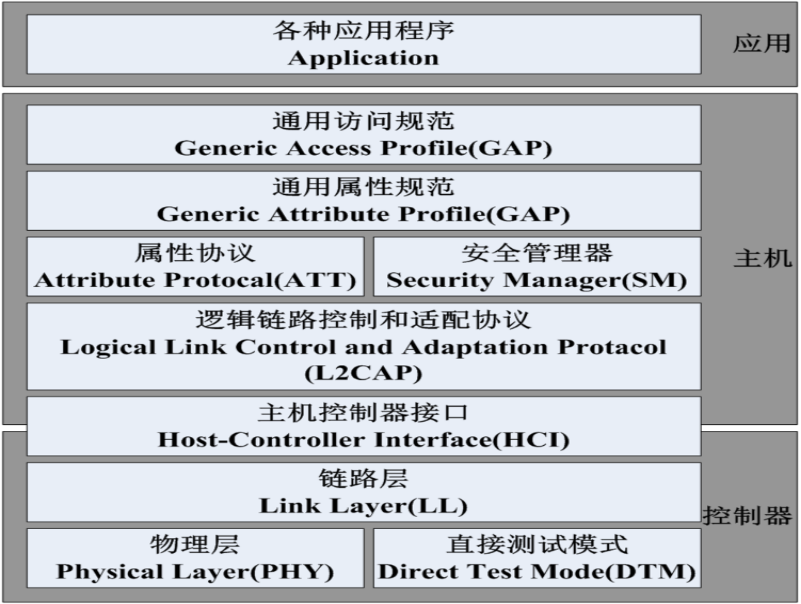 各种应用程序
Application
应用
通用访问规范
Generic Access Profile(GAP)
通用属性规范
Generic Attribute Profile(GAP)
属性协议
Attribute Protocal(ATT)
安全管理器
Security Manager(SM)
主机
逻辑链路控制和适配协议
Logical Link Control and Adaptation Protacol
(L2CAP)
主机控制器接口
Host-Controller Interface(HCI)
链路层
Link Layer(LL)
控制器
物理层
Physical Layer(PHY)
直接测试模式
Direct Test Mode(DTM)